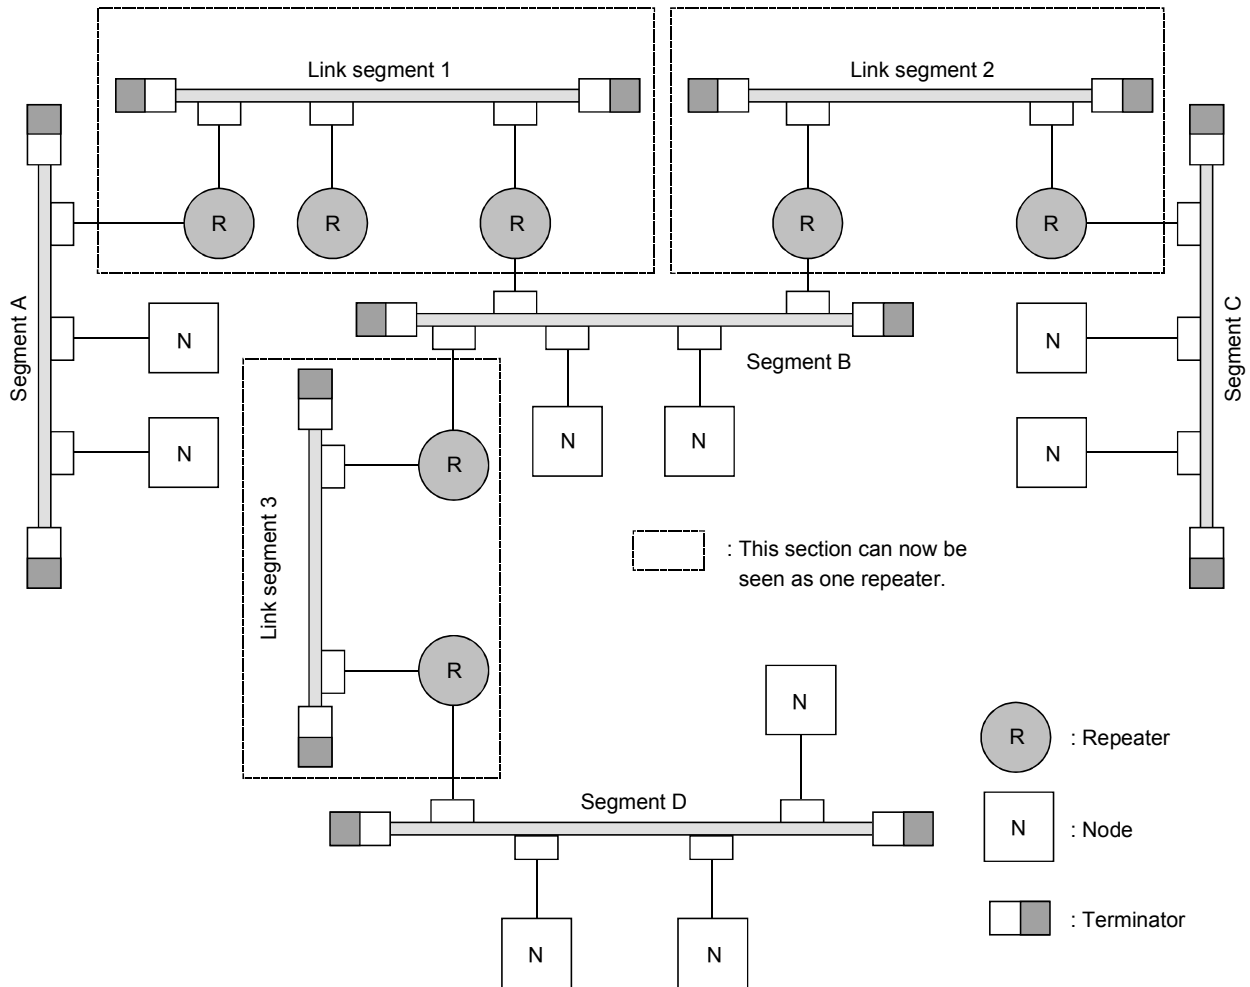 Link segment 1
Link segment 2
R
R
R
R
R
Segment A
N
N
Segment B
N
N
N
N
Segment C
Link segment 3
R
R
: This section can now be
seen as one repeater.
N
Segment D
N
N
R
: Repeater
N
: Node
: Terminator